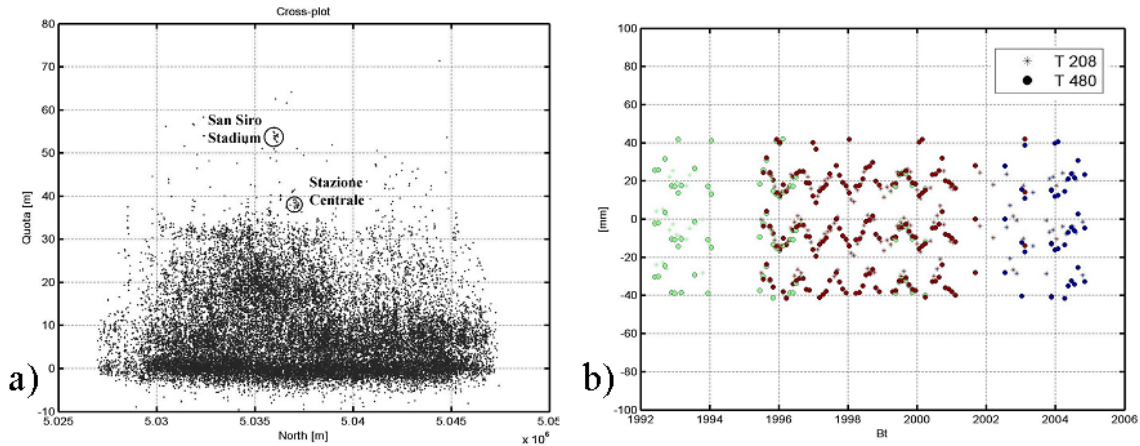 Cross-plot
80
70
60
50
40
30
20
10
0
-10
Quota [m]
San Siro
Stadium
Stazione
Centrale
5.025
5.03
5.035
5.04
5.045
5.05
North [m]
x 10⁶
a)
100
80
60
40
20
0
-20
-40
-60
-80
-100
[mm]
T 208
T 480
1992
1994
1996
1998
2000
2002
2004
2006
Bt
b)